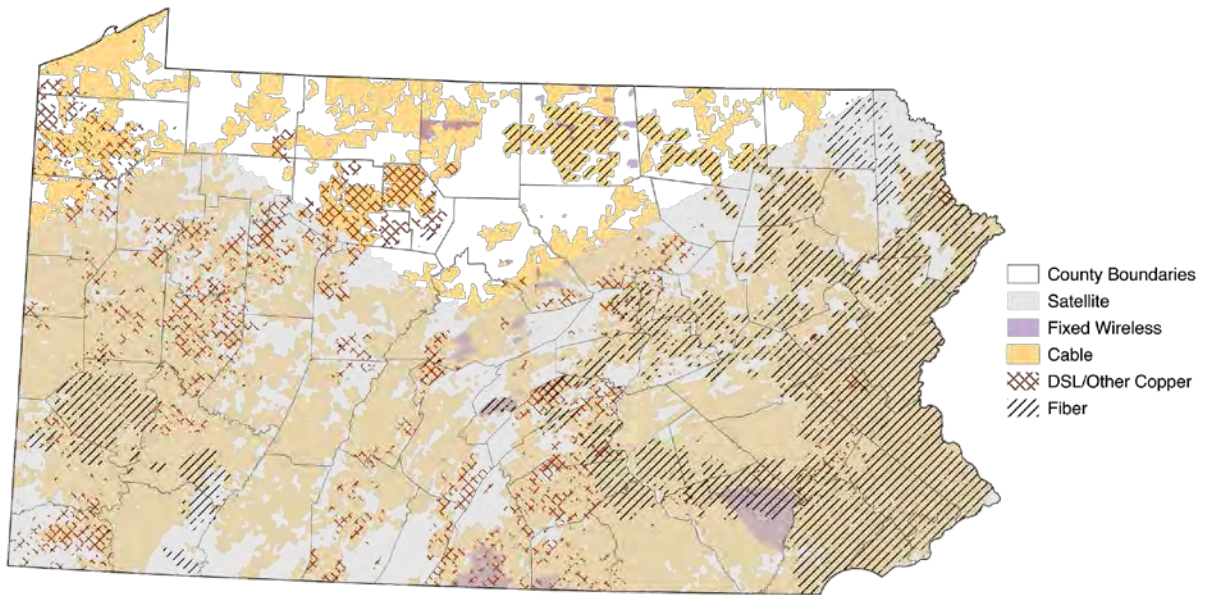 County Boundaries
Satellite
Fixed Wireless
Cable
DSL/Other Copper
Fiber